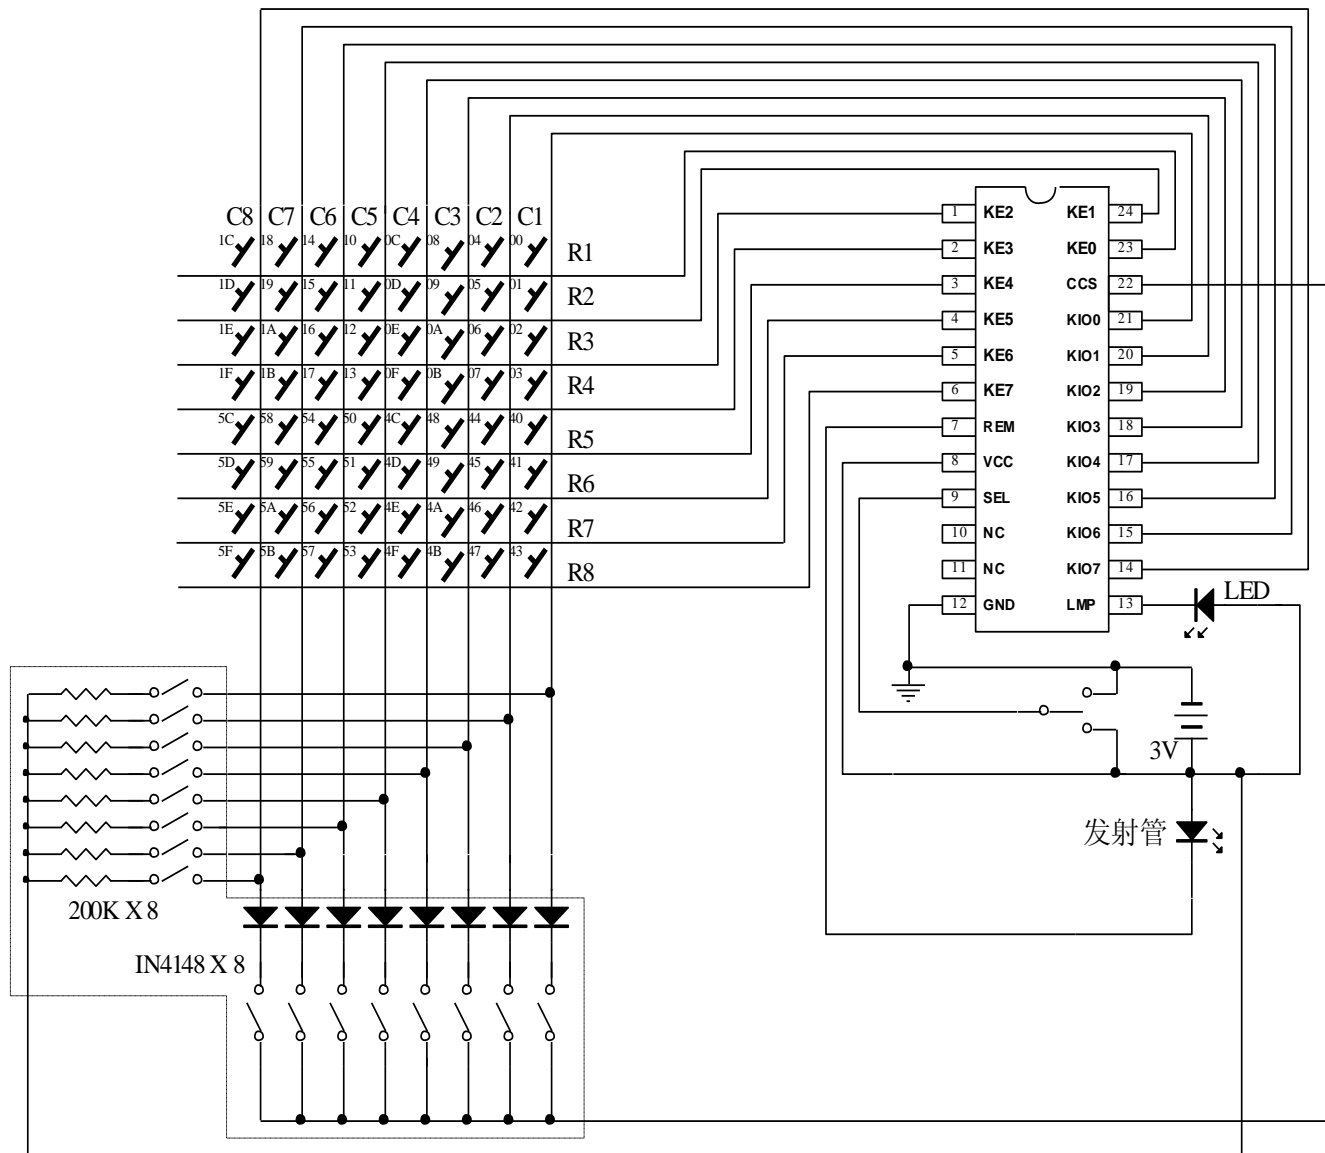 C8 C7 C6 C5 C4 C3 C2 C1
1C 18 14 10 0C 08 04 00 R1
1D 19 15 11 0D 09 05 01 R2
1E 1A 16 12 0E 0A 06 02 R3
1F 1B 17 13 0F 0B 07 03 R4
5C 58 54 50 4C 48 44 40 R5
5D 59 55 51 4D 49 45 41 R6
5E 5A 56 52 4E 4A 46 42 R7
5F 5B 57 53 4F 4B 47 43 R8
1 KE2 KE1 24
2 KE3 KE0 23
3 KE4 CCS 22
4 KE5 KIO0 21
5 KE6 KIO1 20
6 KE7 KIO2 19
7 REM KIO3 18
8 VCC KIO4 17
9 SEL KIO5 16
10 NC KIO6 15
11 NC KIO7 14
12 GND LMP 13
LED
3V
发射管
200K X 8
IN4148 X 8